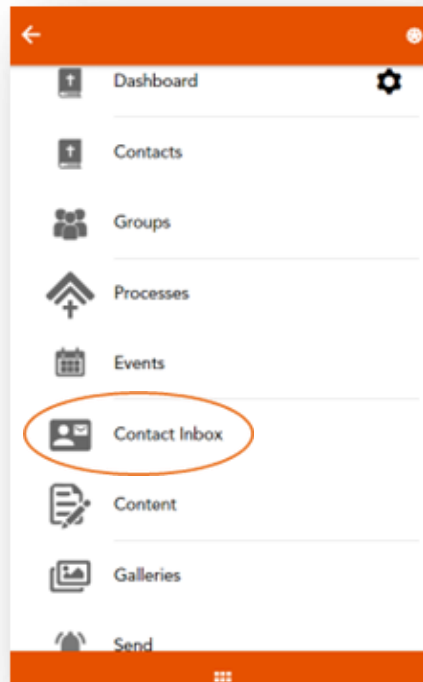 Dashboard
Contacts
Groups
Processes
Events
Contact Inbox
Content
Galleries
Send